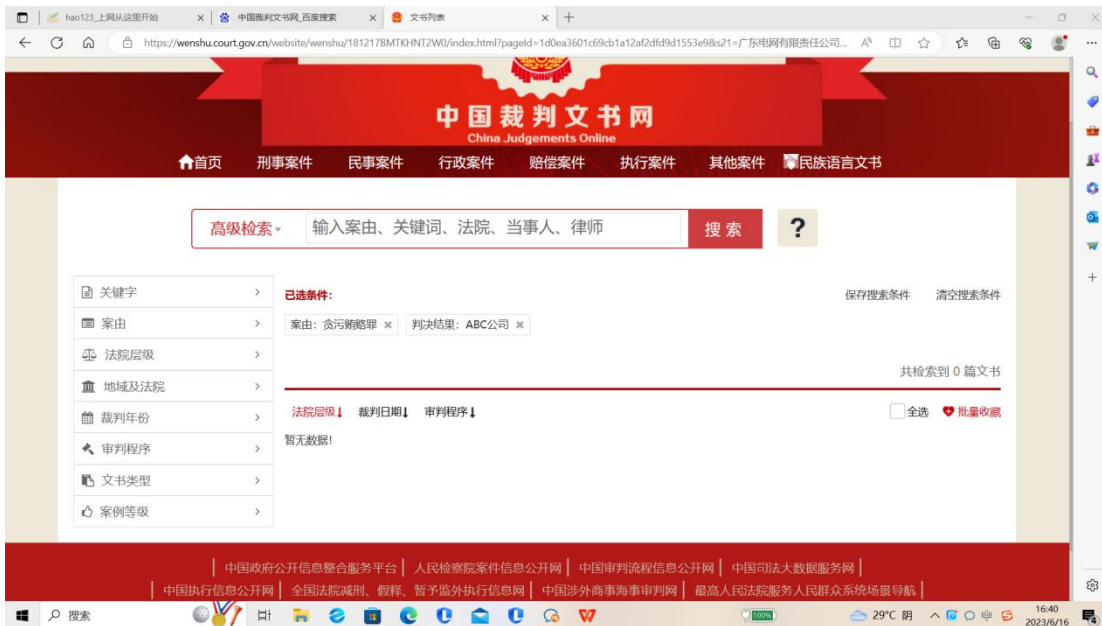 hao123_上网从这里开始
中国裁判文书网_百度搜索
文书列表
https://wenshu.court.gov.cn/website/wenshu/181217BMTKHNT2W0/index.html?pageId=1d0ea3601c69cb1a12af2dfd9d1553e9&s21=广东电网有限责任公司...
中国裁判文书网
China Judgements Online
首页 刑事案件 民事案件 行政案件 赔偿案件 执行案件 其他案件 民族语言文书
高级检索 输入案由、关键词、法院、当事人、律师 搜索 ?
关键字
案由
法院层级
地域及法院
裁判年份
审判程序
文书类型
案例等级
已选条件: 保存搜索条件 清空搜索条件
案由：贪污贿赂罪 × 判决结果：ABC公司 ×
共检索到 0 篇文书
法院层级 裁判日期 审判程序 全选 批量收藏
暂无数据!
中国政府公开信息整合服务平台 | 人民检察院案件信息公开网 | 中国审判流程信息公开网 | 中国司法大数据服务网 |
中国执行信息公开网 | 全国法院减刑、假释、暂予监外执行信息网 | 中国涉外商事海事审判网 | 最高人民法院服务人民群众系统场景导航 |
搜索 100% 29°C 阴 中 16:40
2023/6/16